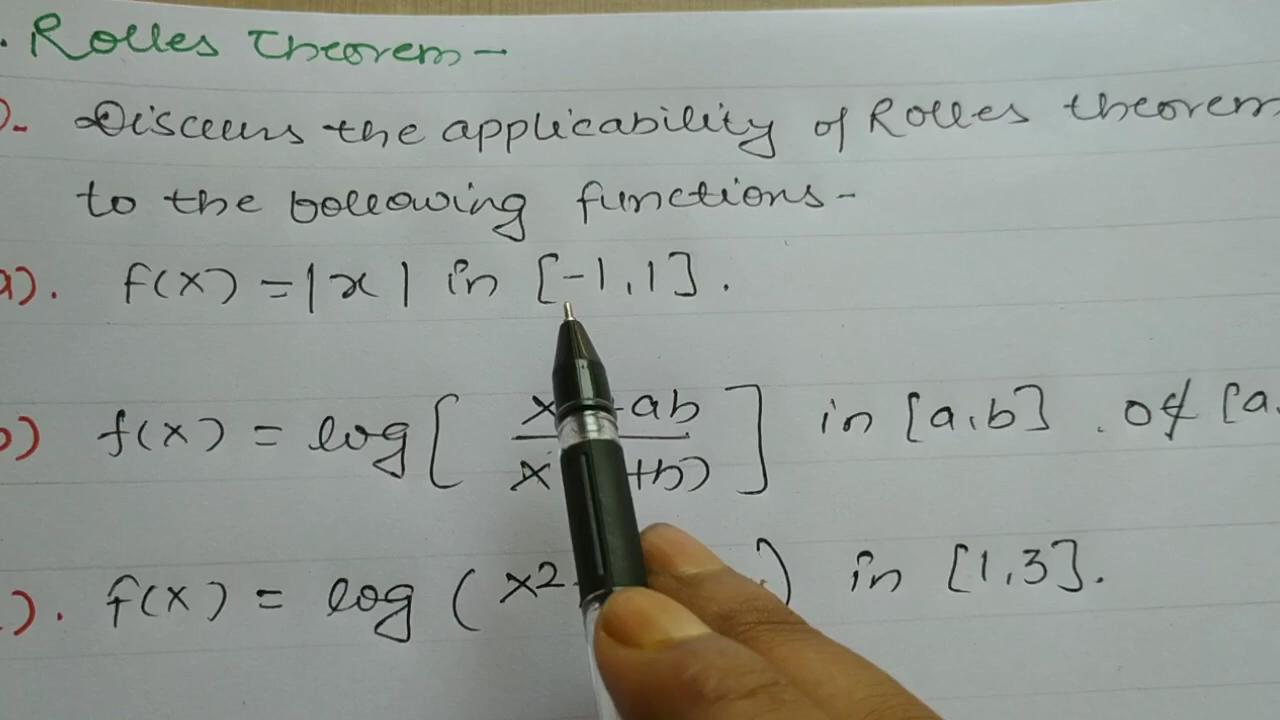 . Rolles Theorem -
Discuss the applicability of Rolles theorem
to the following functions -
a). f(x) = |x| in [-1,1].
b) f(x) = log[ x ab / x +b) ] in [a,b] . of [a.
). f(x) = log ( x2 ) in [1,3].